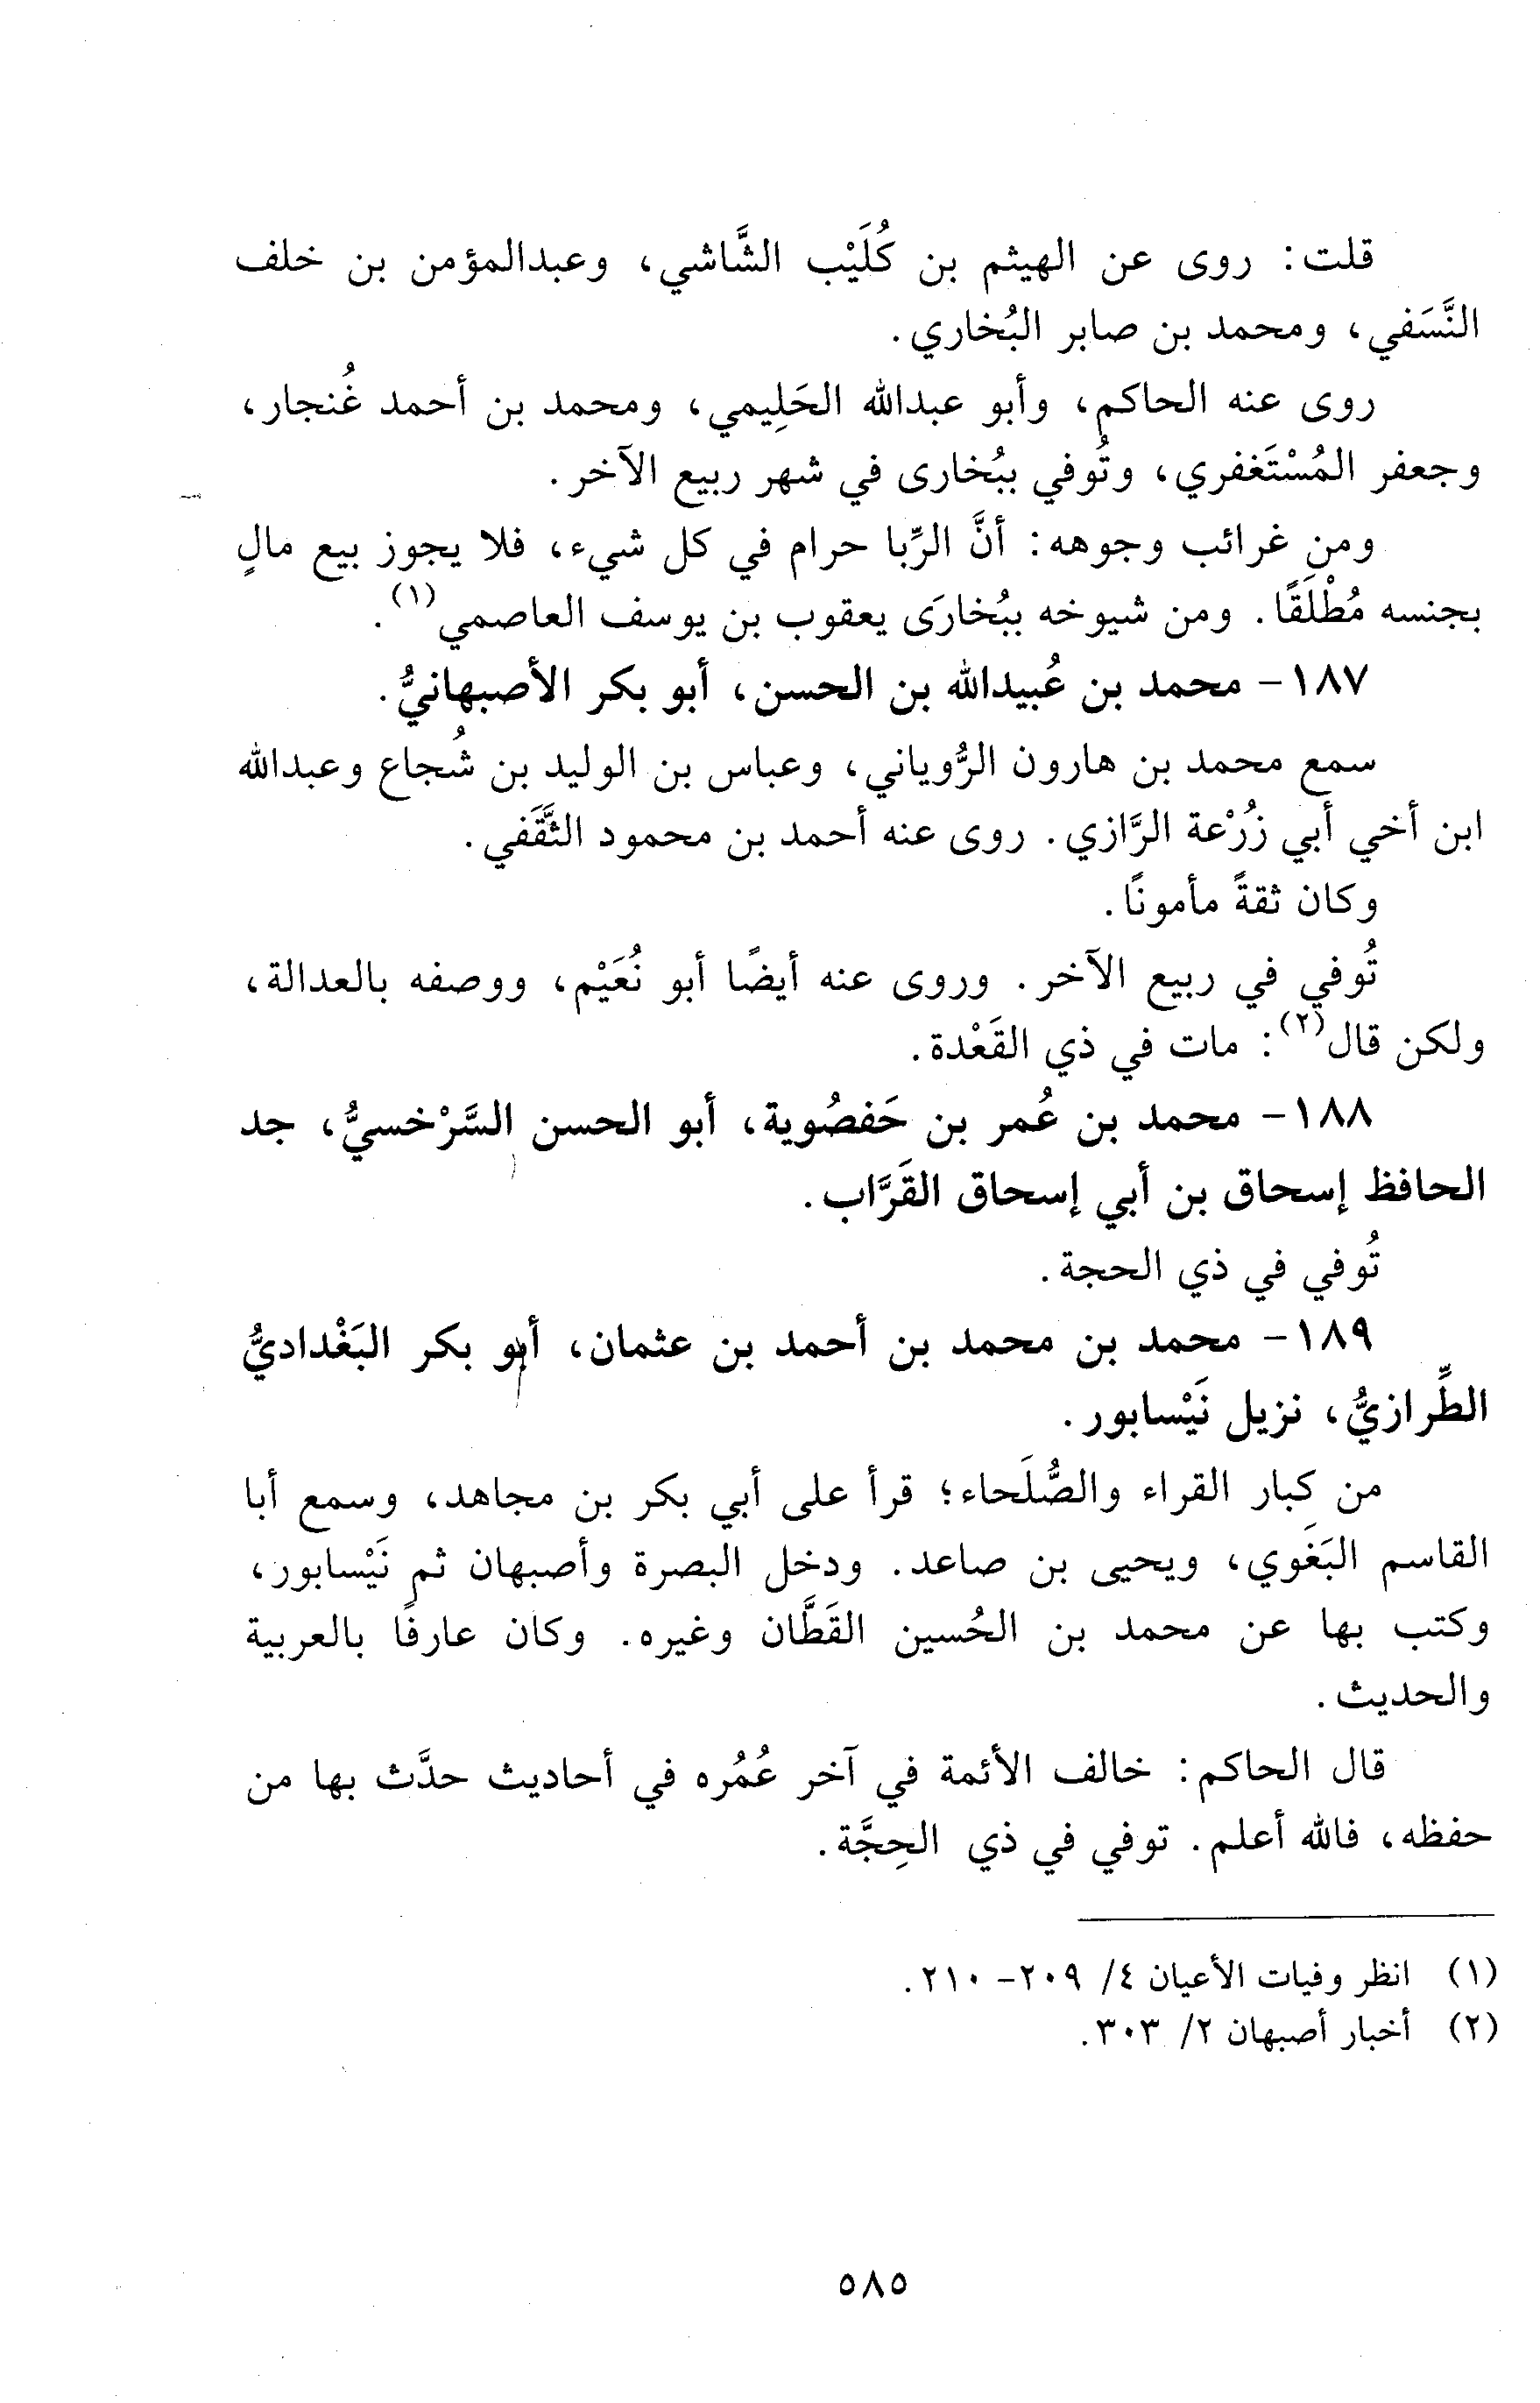 قلت: روى عن الهيثم بن كُلَيْب الشَّاشي، وعبدالمؤمن بن خلف
النَّسَفي، ومحمد بن صابر البُخاري.
روى عنه الحاكم، وأبو عبدالله الحَلِيمي، ومحمد بن أحمد غُنجار،
وجعفر المُسْتَغفري، وتُوفي ببُخارى في شهر ربيع الآخر.
ومن غرائب وجوهه: أنَّ الرِّبا حرام في كل شيء، فلا يجوز بيع مالٍ
بجنسه مُطْلَقًا. ومن شيوخه ببُخارَى يعقوب بن يوسف العاصمي(١).
١٨٧- محمد بن عُبيدالله بن الحسن، أبو بكر الأصبهانيُّ.
سمع محمد بن هارون الرُّوياني، وعباس بن الوليد بن شُجاع وعبدالله
ابن أخي أبي زُرْعة الرَّازي. روى عنه أحمد بن محمود الثَّقَفي.
وكان ثقةً مأمونًا.
تُوفي في ربيع الآخر. وروى عنه أيضًا أبو نُعَيْم، ووصفه بالعدالة،
ولكن قال(٢): مات في ذي القَعْدة.
١٨٨- محمد بن عُمر بن حَفصُوية، أبو الحسن السَّرْخسيُّ، جد
الحافظ إسحاق بن أبي إسحاق القَرَّاب.
تُوفي في ذي الحجة.
١٨٩- محمد بن محمد بن أحمد بن عثمان، أبو بكر البَغْداديُّ
الطِّرازيُّ، نزيل نَيْسابور.
من كبار القراء والصُّلَحاء؛ قرأ على أبي بكر بن مجاهد، وسمع أبا
القاسم البَغَوي، ويحيى بن صاعد. ودخل البصرة وأصبهان ثم نَيْسابور،
وكتب بها عن محمد بن الحُسين القَطَّان وغيره. وكان عارفًا بالعربية
والحديث.
قال الحاكم: خالف الأئمة في آخر عُمُره في أحاديث حدَّث بها من
حفظه، فالله أعلم. توفي في ذي الحِجَّة.
(١) انظر وفيات الأعيان ٤/ ٢٠٩- ٢١٠.
(٢) أخبار أصبهان ٢/ ٣٠٣.
٥٨٥